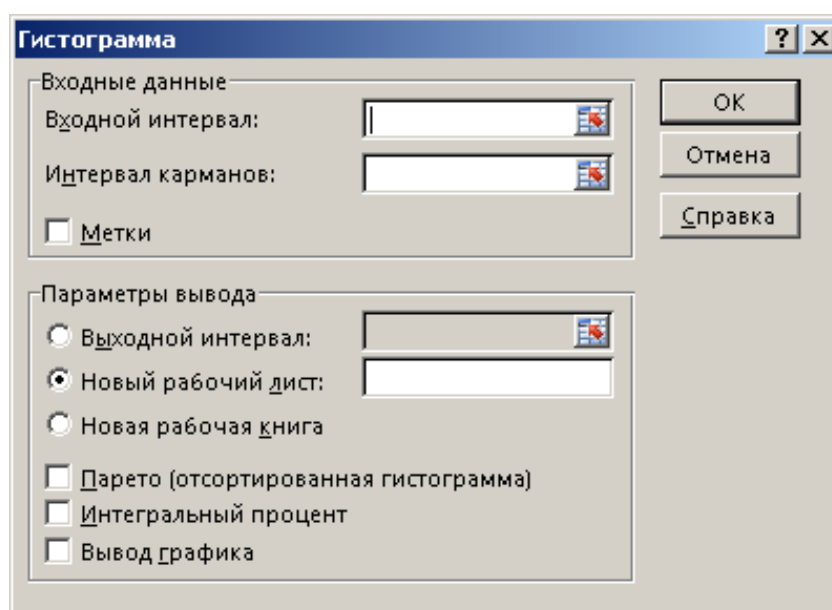 Гистограмма
Входные данные
Входной интервал:
Интервал карманов:
Метки
OK
Отмена
Справка
Параметры вывода
Выходной интервал:
Новый рабочий лист:
Новая рабочая книга
Парето (отсортированная гистограмма)
Интегральный процент
Вывод графика